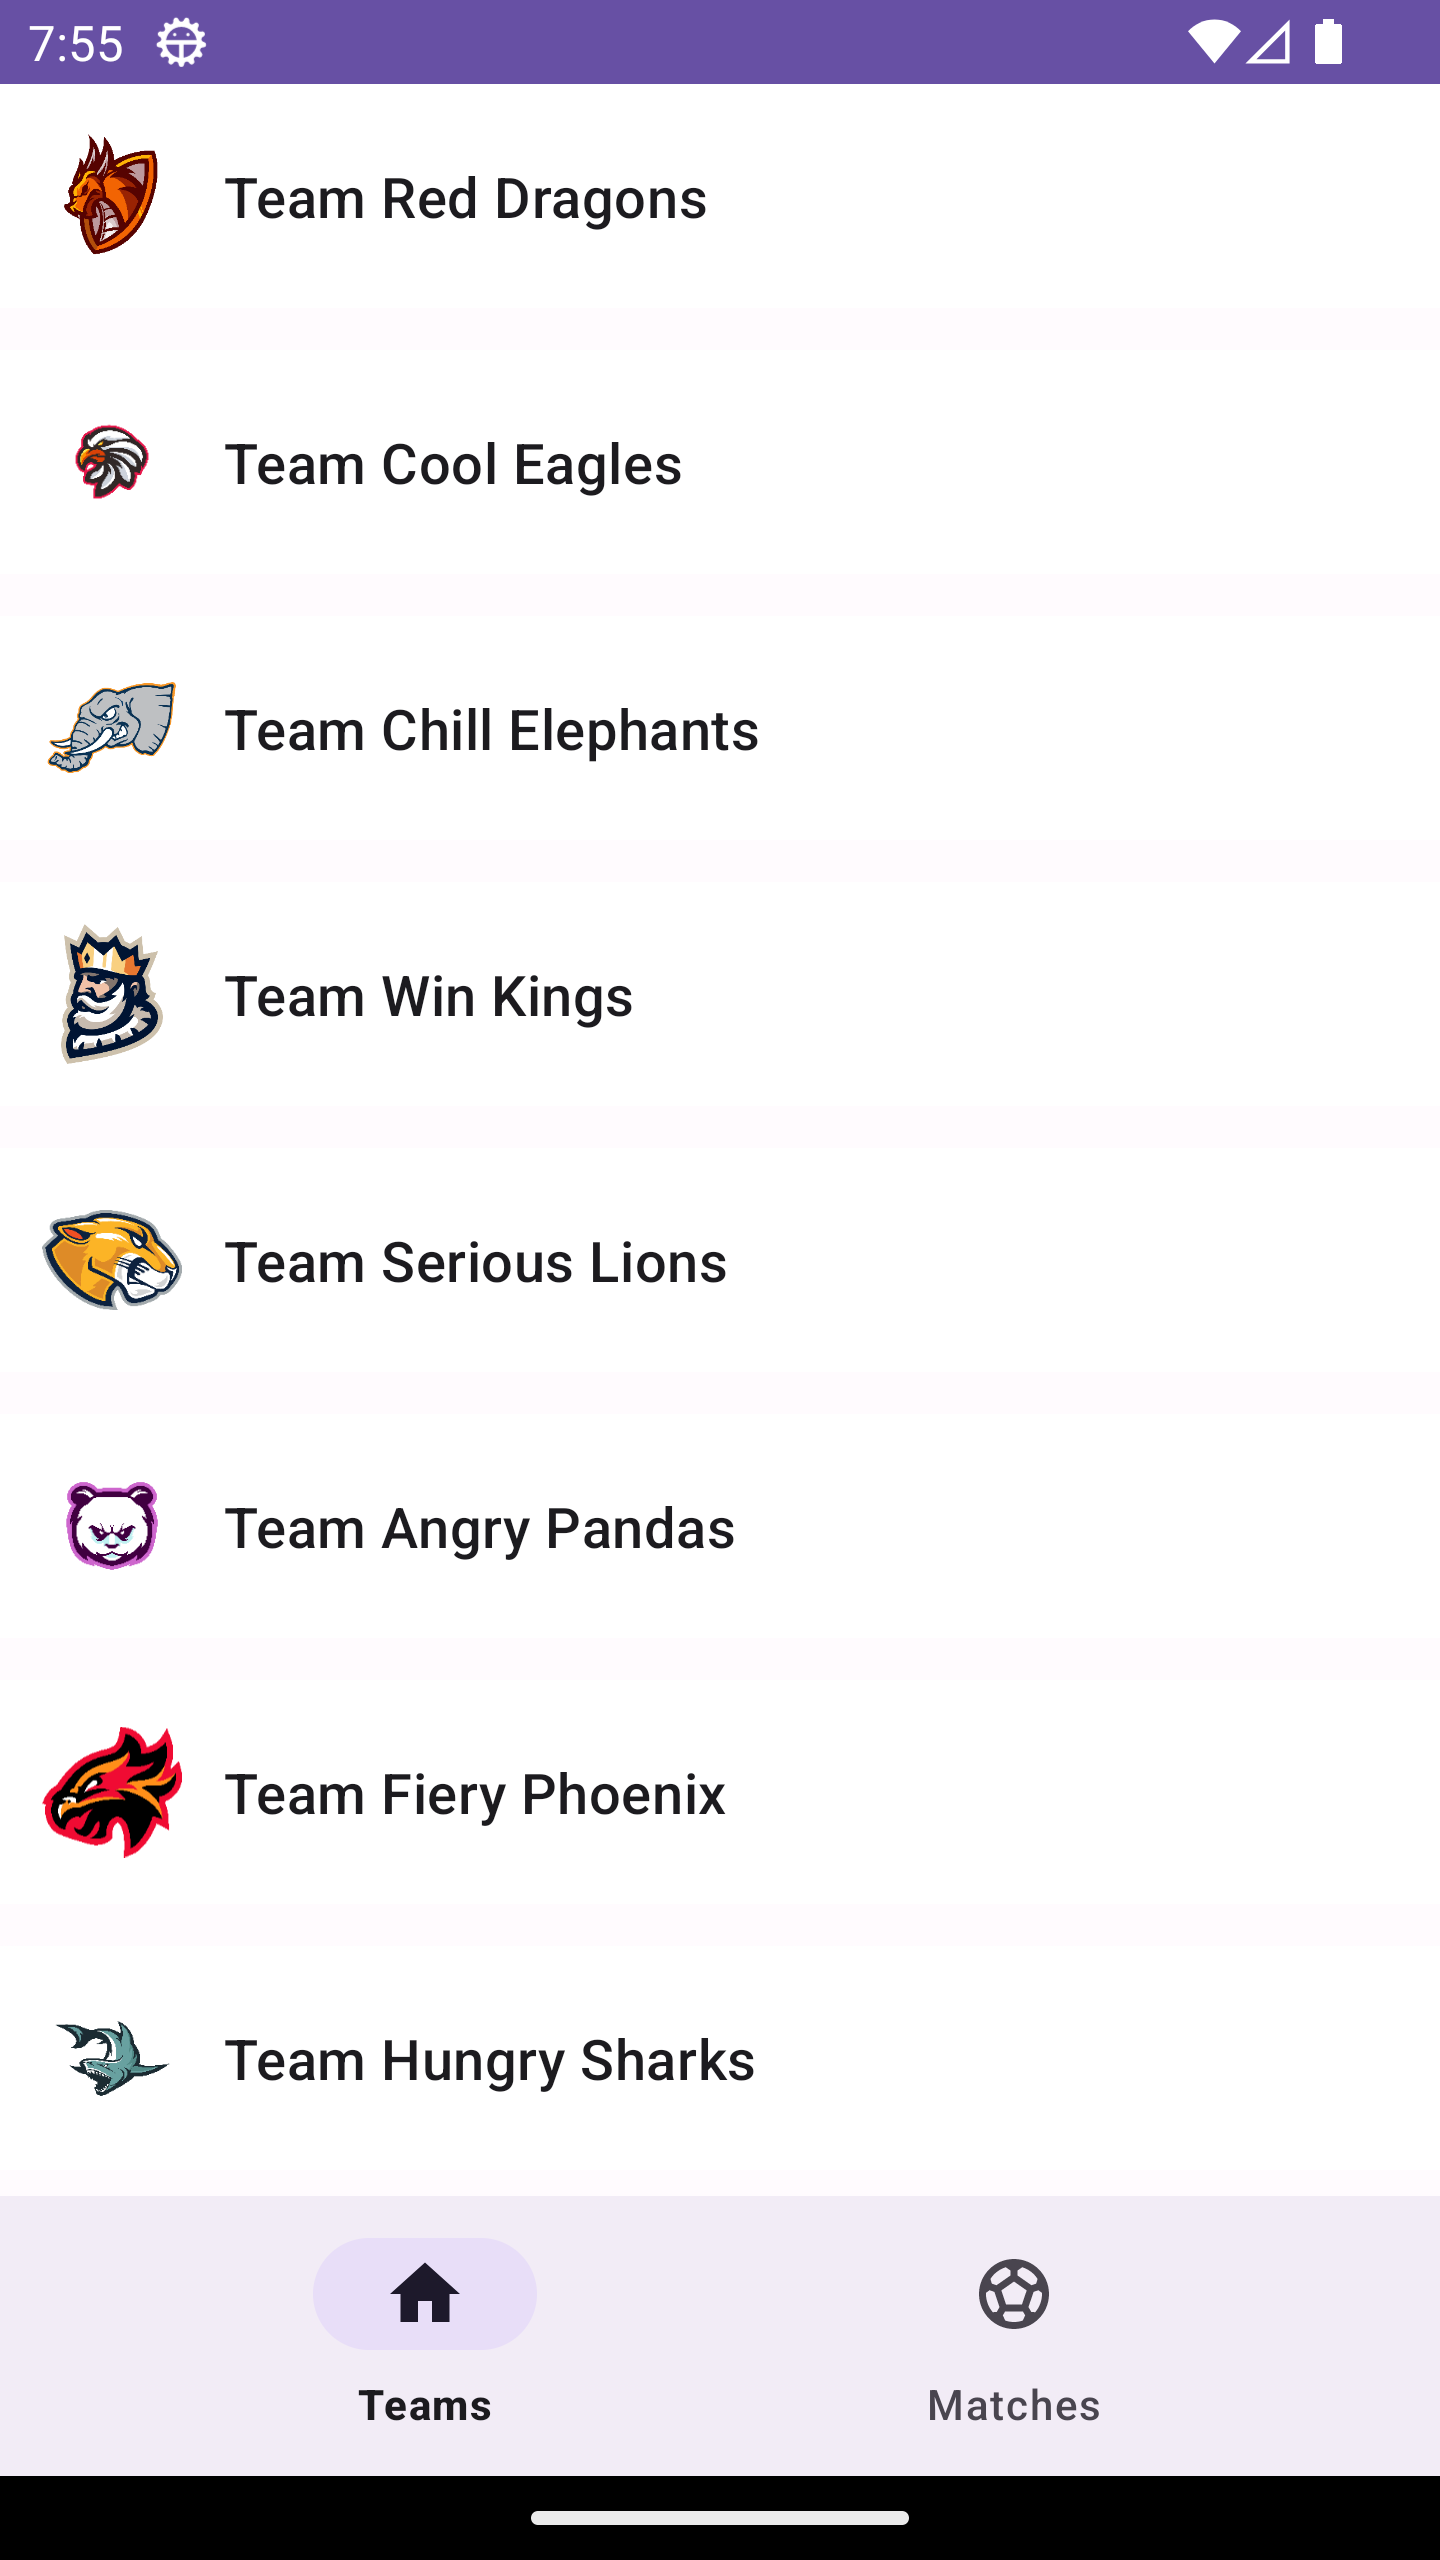 7:55
Team Red Dragons
Team Cool Eagles
Team Chill Elephants
Team Win Kings
Team Serious Lions
Team Angry Pandas
Team Fiery Phoenix
Team Hungry Sharks
Teams
Matches